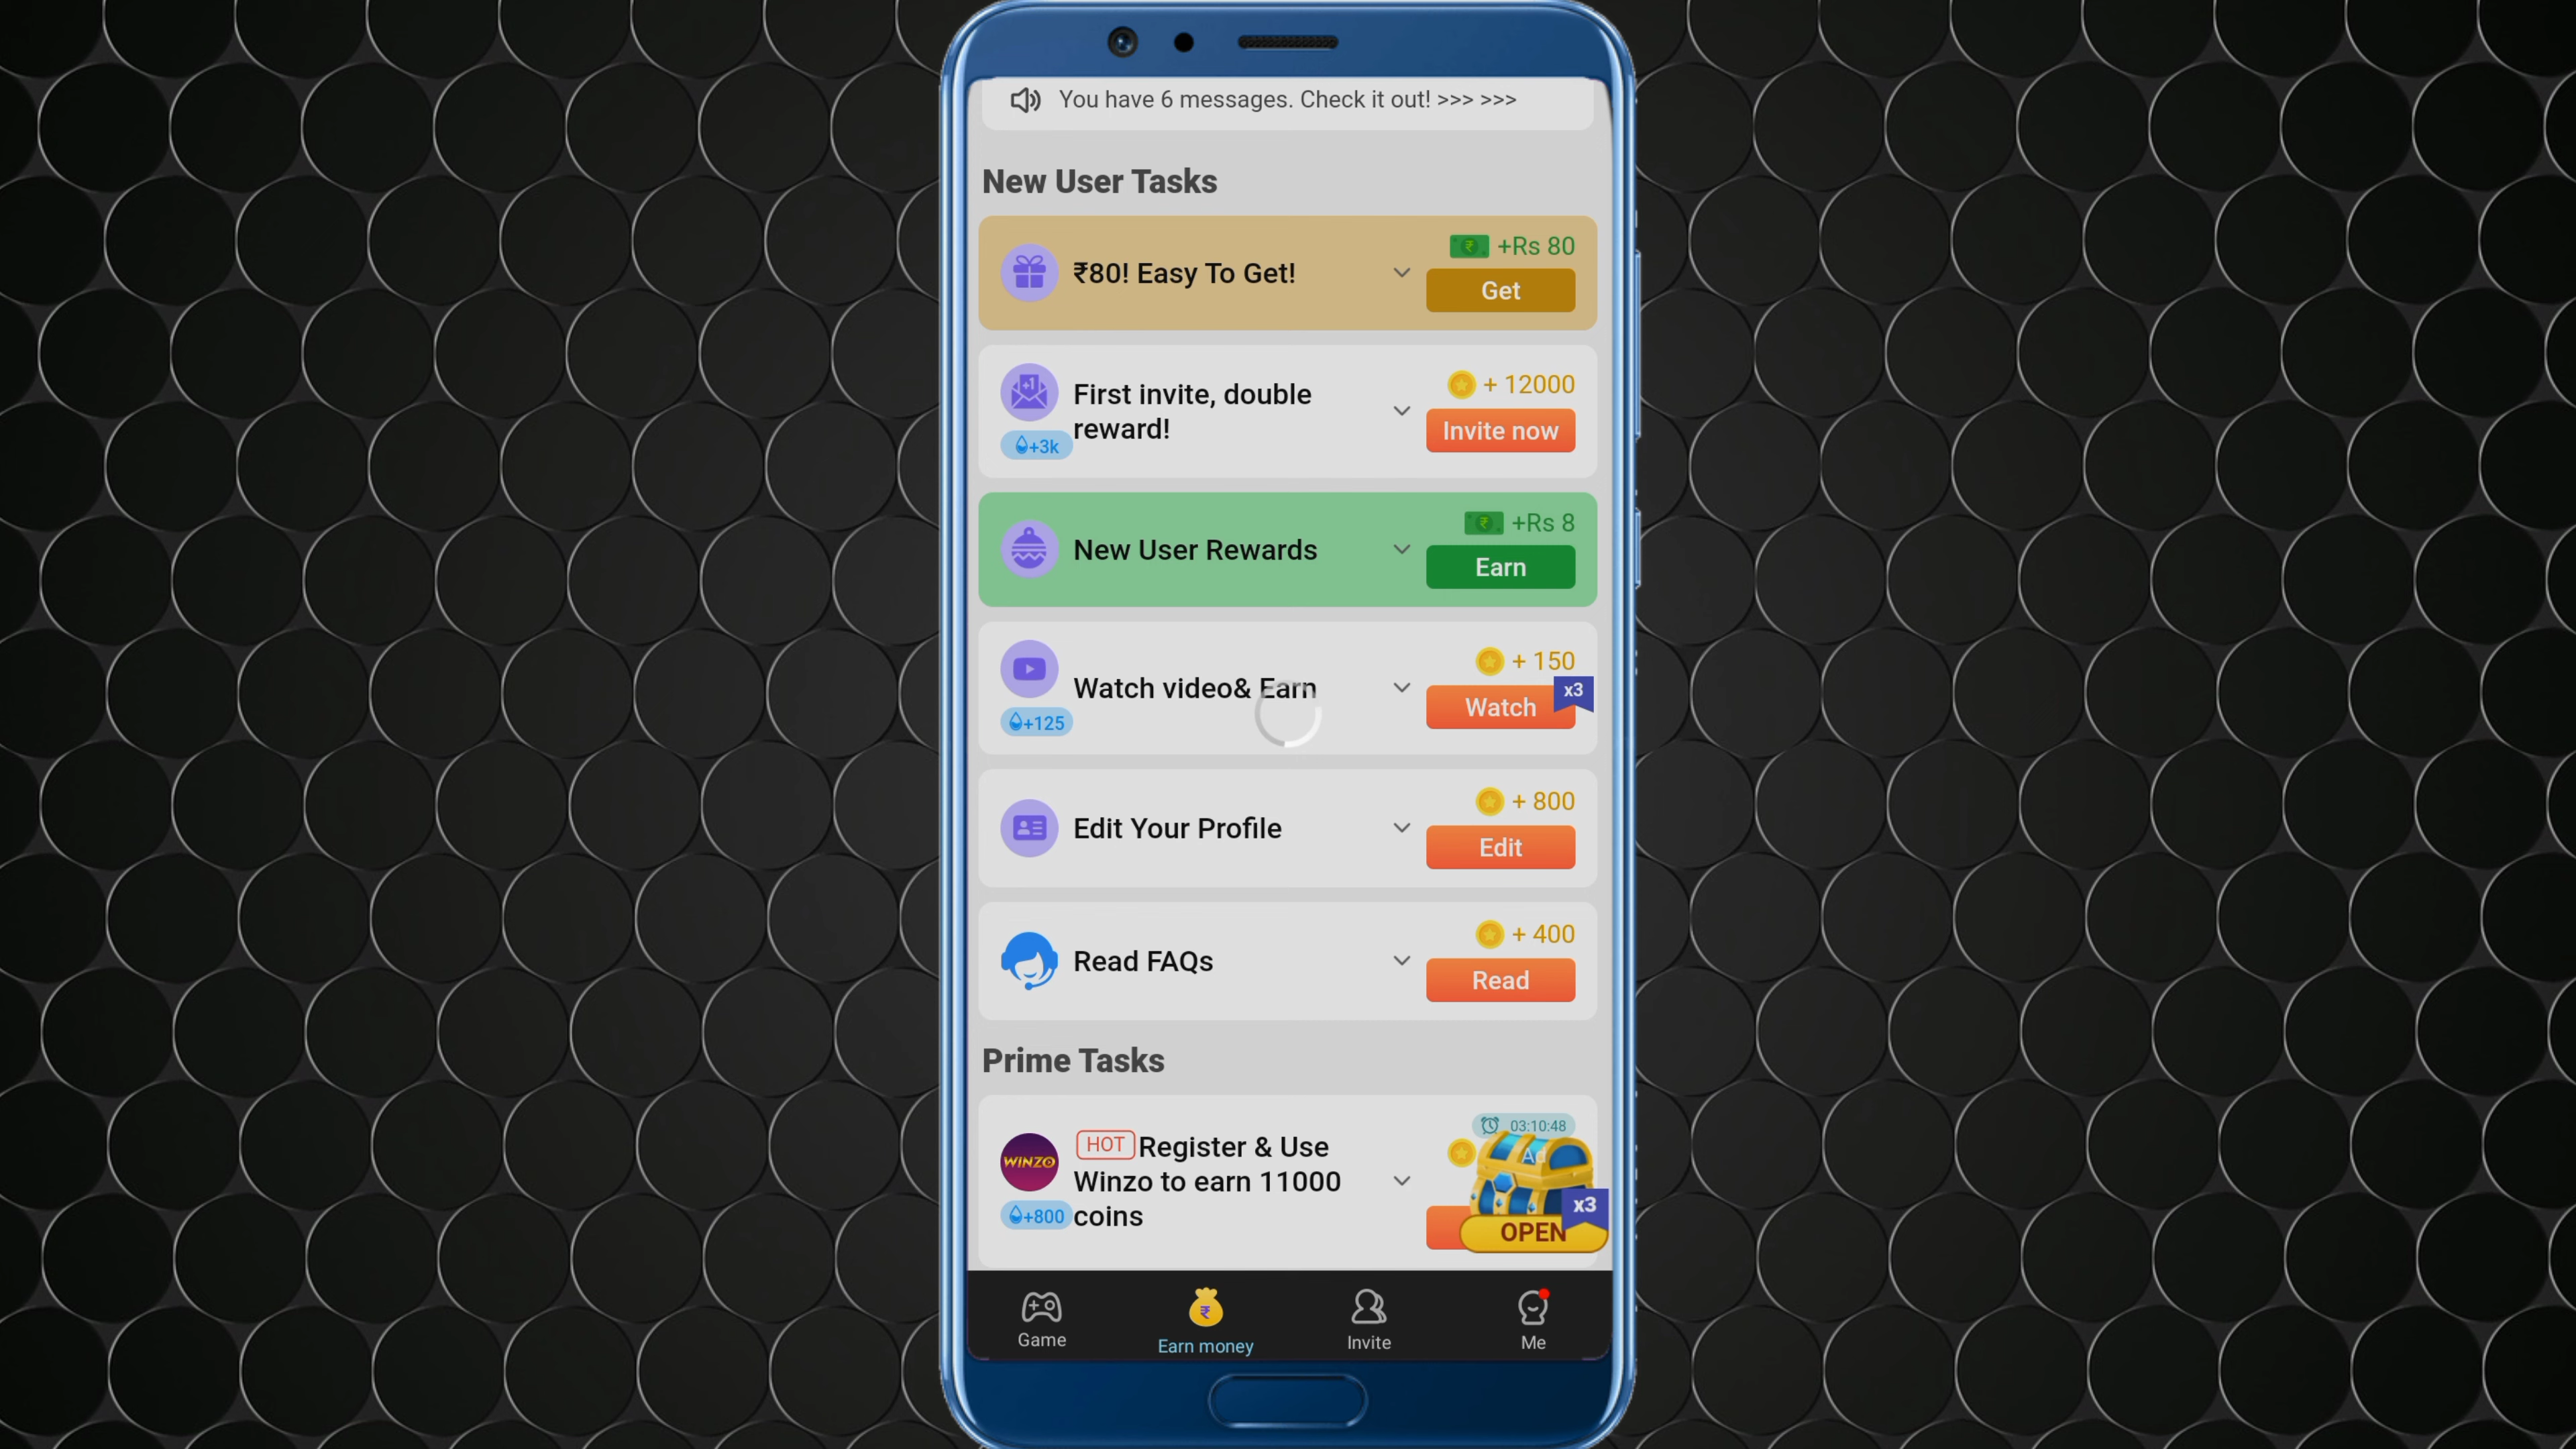 You have 6 messages. Check it out! >>> >>>
New User Tasks
₹80! Easy To Get!
+Rs 80
Get
First invite, double
reward!
+3k
+ 12000
Invite now
New User Rewards
+Rs 8
Earn
Watch video& Earn
+125
+ 150
Watch
x3
Edit Your Profile
+ 800
Edit
Read FAQs
+ 400
Read
Prime Tasks
WINZO
HOT Register & Use
Winzo to earn 11000
coins
+800
03:10:48
Ad
x3
OPEN
Game
Earn money
Invite
Me